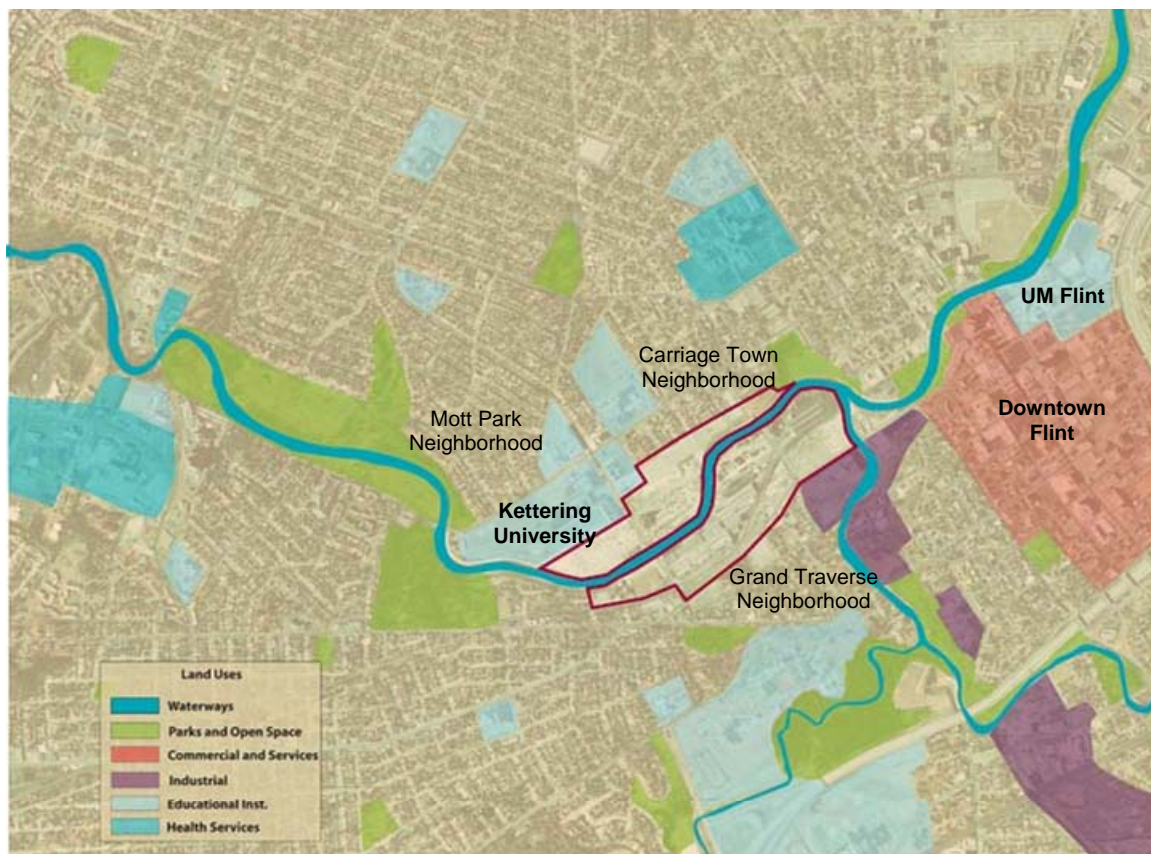 UM Flint
Carriage Town
Neighborhood
Downtown
Flint
Mott Park
Neighborhood
Kettering
University
Grand Traverse
Neighborhood
Land Uses
Waterways
Parks and Open Space
Commercial and Services
Industrial
Educational Inst.
Health Services